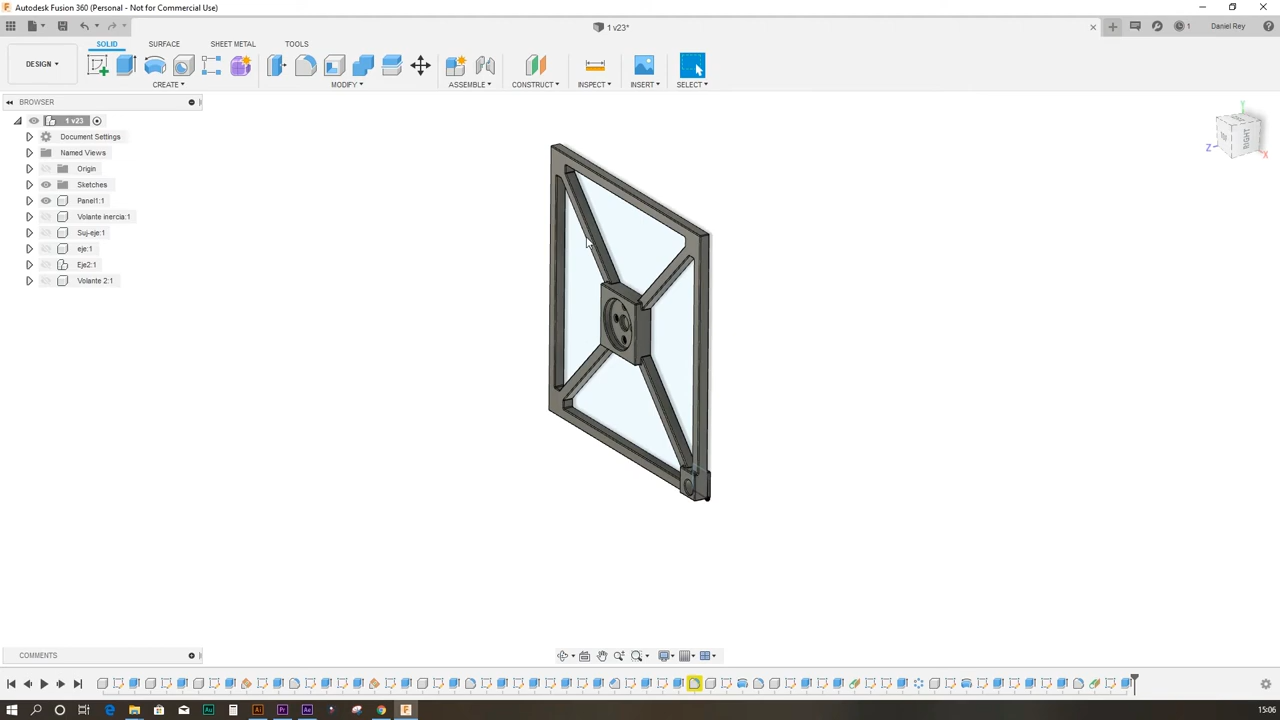 Autodesk Fusion 360 (Personal - Not for Commercial Use)
1 v23*
1
Daniel Rey
SOLID SURFACE SHEET METAL TOOLS
DESIGN
CREATE MODIFY ASSEMBLE CONSTRUCT INSPECT INSERT SELECT
BROWSER
1 v23
Document Settings
Named Views
Origin
Sketches
Panel1:1
Volante inercia:1
Suj-eje:1
eje:1
Eje2:1
Volante 2:1
Y
Z
RIGHT
X
COMMENTS
15:06